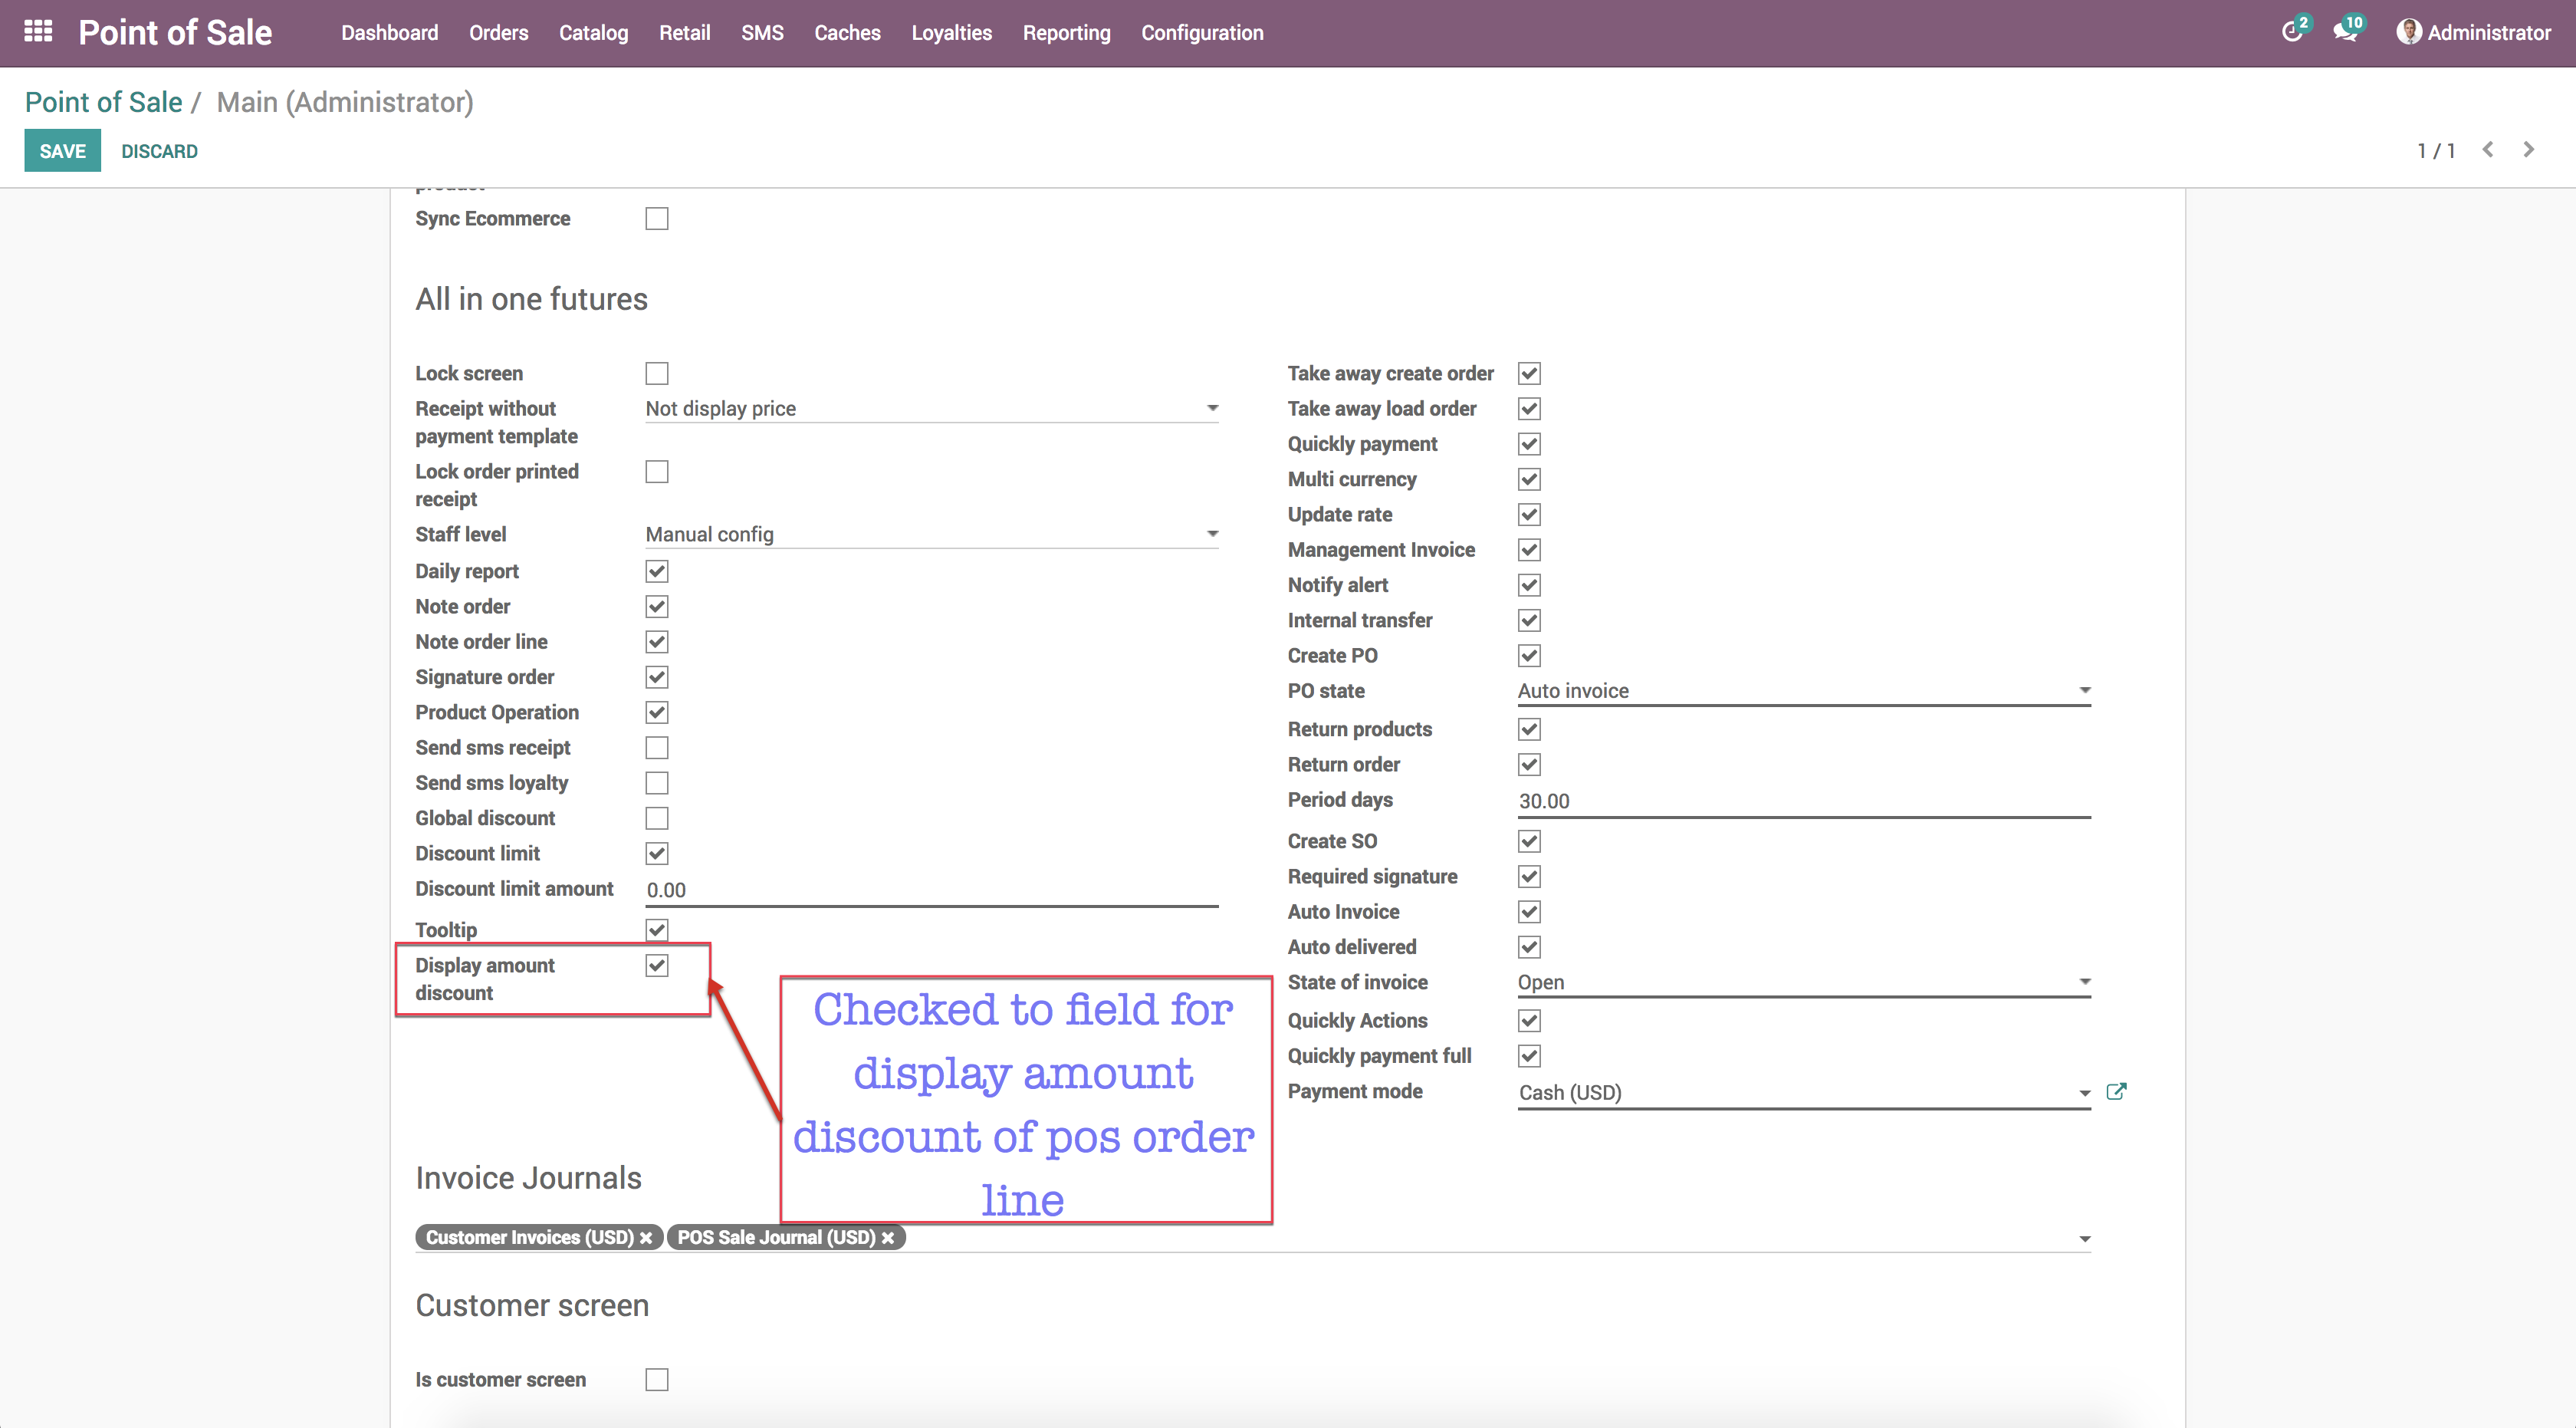 Point of Sale
Dashboard Orders Catalog Retail SMS Caches Loyalties Reporting Configuration
2
10
Administrator
Point of Sale / Main (Administrator)
SAVE DISCARD
1 / 1
product
Sync Ecommerce
All in one futures
Lock screen
Receipt without
payment template
Not display price
Lock order printed
receipt
Staff level
Manual config
Daily report
Note order
Note order line
Signature order
Product Operation
Send sms receipt
Send sms loyalty
Global discount
Discount limit
Discount limit amount
0.00
Tooltip
Display amount
discount
Take away create order
Take away load order
Quickly payment
Multi currency
Update rate
Management Invoice
Notify alert
Internal transfer
Create PO
PO state
Auto invoice
Return products
Return order
Period days
30.00
Create SO
Required signature
Auto Invoice
Auto delivered
State of invoice
Open
Quickly Actions
Quickly payment full
Payment mode
Cash (USD)
Checked to field for
display amount
discount of pos order
line
Invoice Journals
Customer Invoices (USD) POS Sale Journal (USD)
Customer screen
Is customer screen